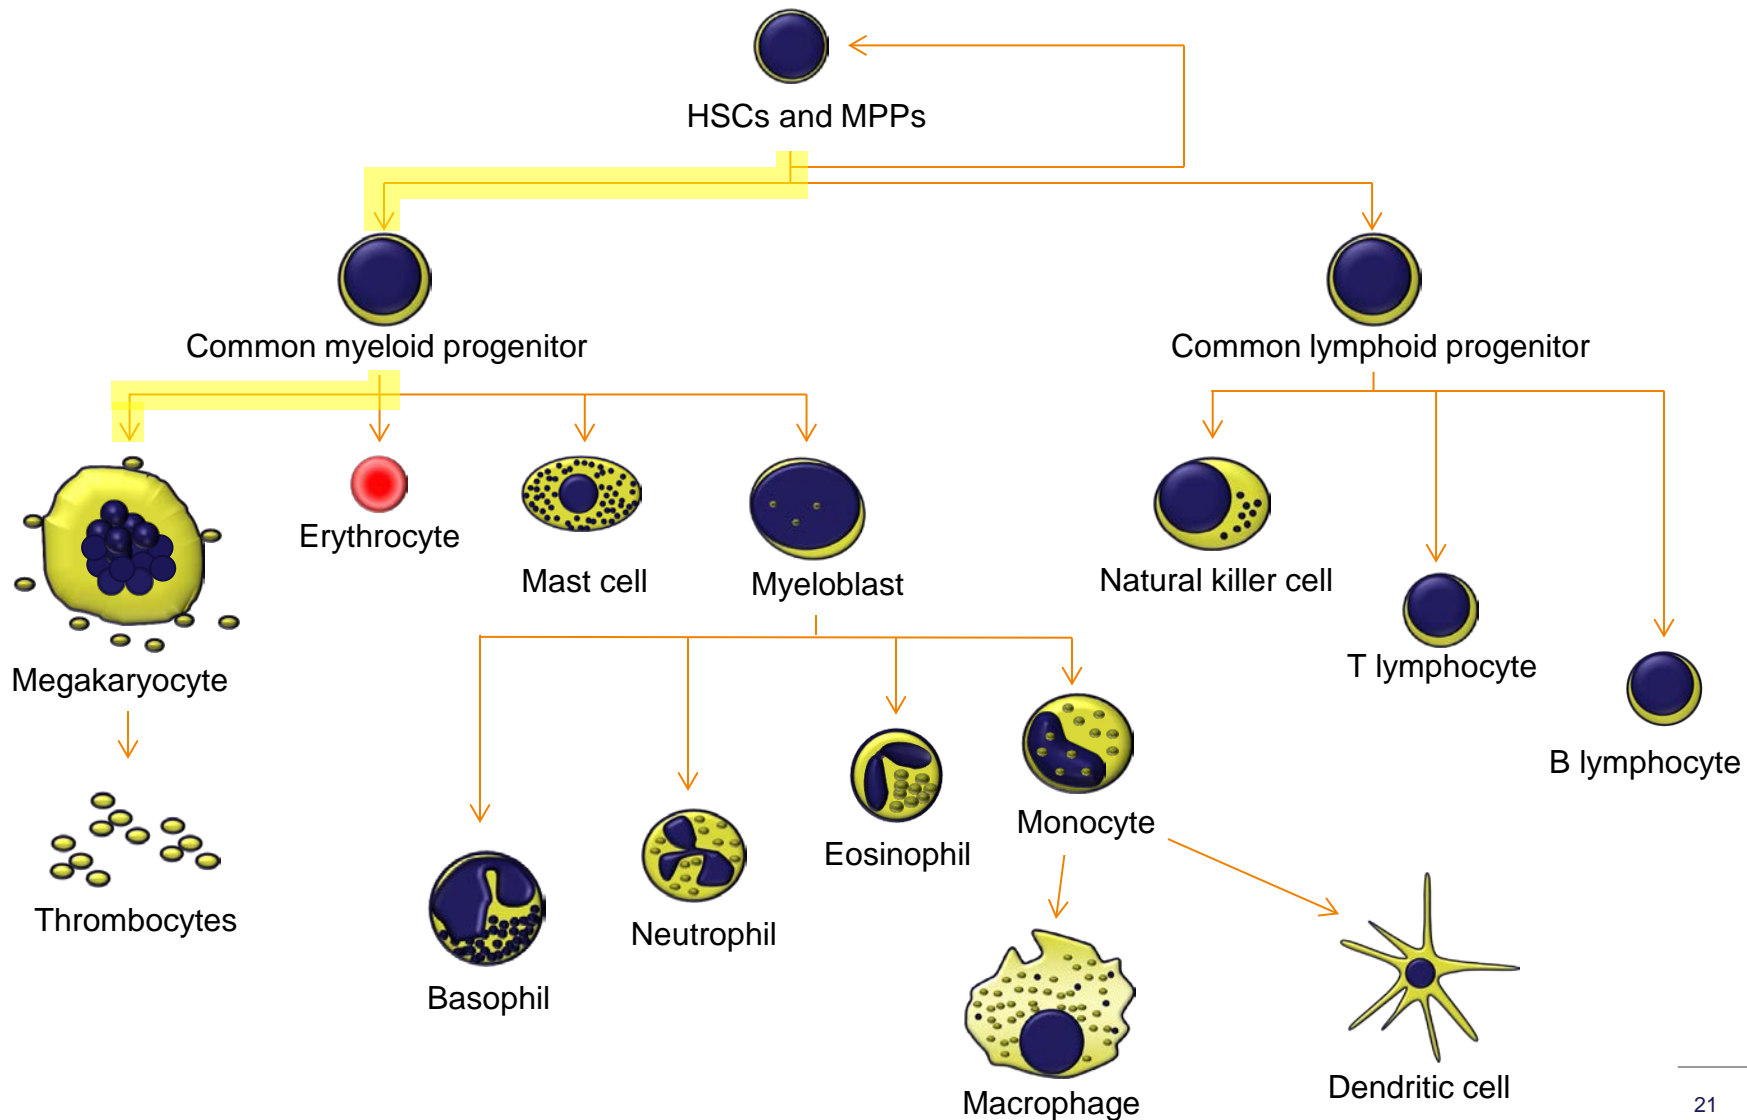 HSCs and MPPs
Common myeloid progenitor
Common lymphoid progenitor
Erythrocyte
Mast cell
Myeloblast
Natural killer cell
T lymphocyte
Megakaryocyte
B lymphocyte
Monocyte
Eosinophil
Thrombocytes
Neutrophil
Basophil
Dendritic cell
Macrophage
21